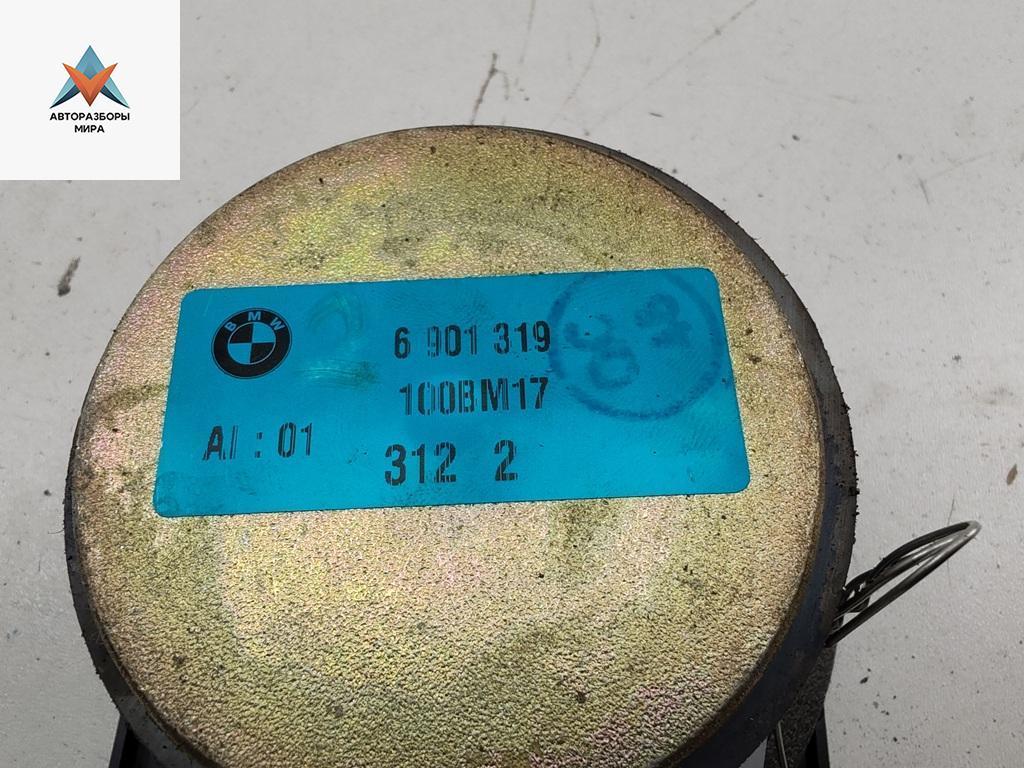 АВТОРАЗБОРЫ
МИРА
BMW
6 901 319
100BM17
AI : 01
312 2